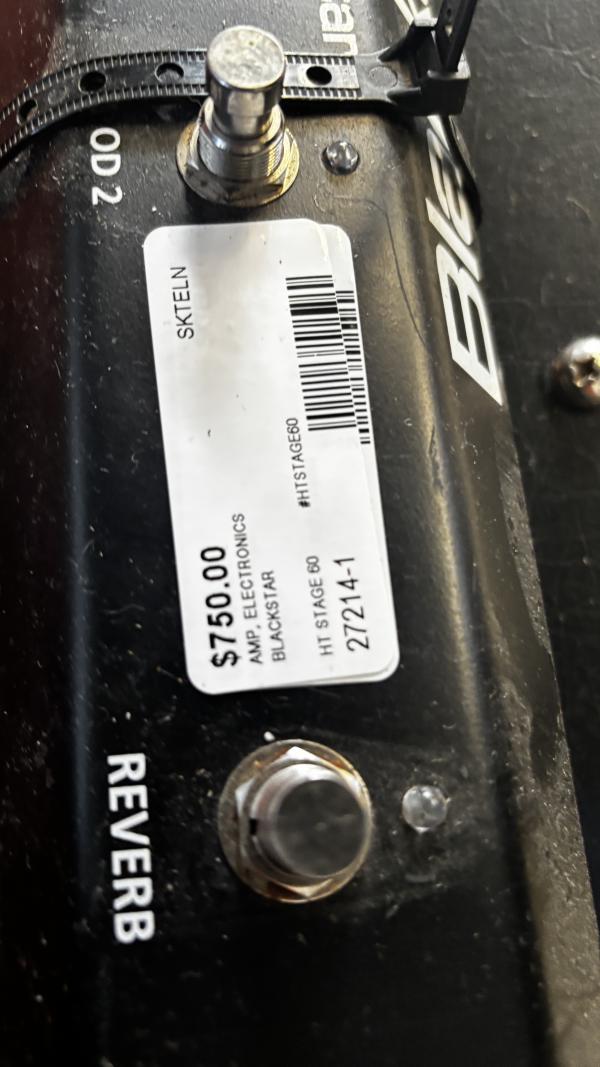 OD 2
SKTELN
$750.00
AMP, ELECTRONICS
BLACKSTAR
#HTSTAGE60
HT STAGE 60
27214-1
REVERB